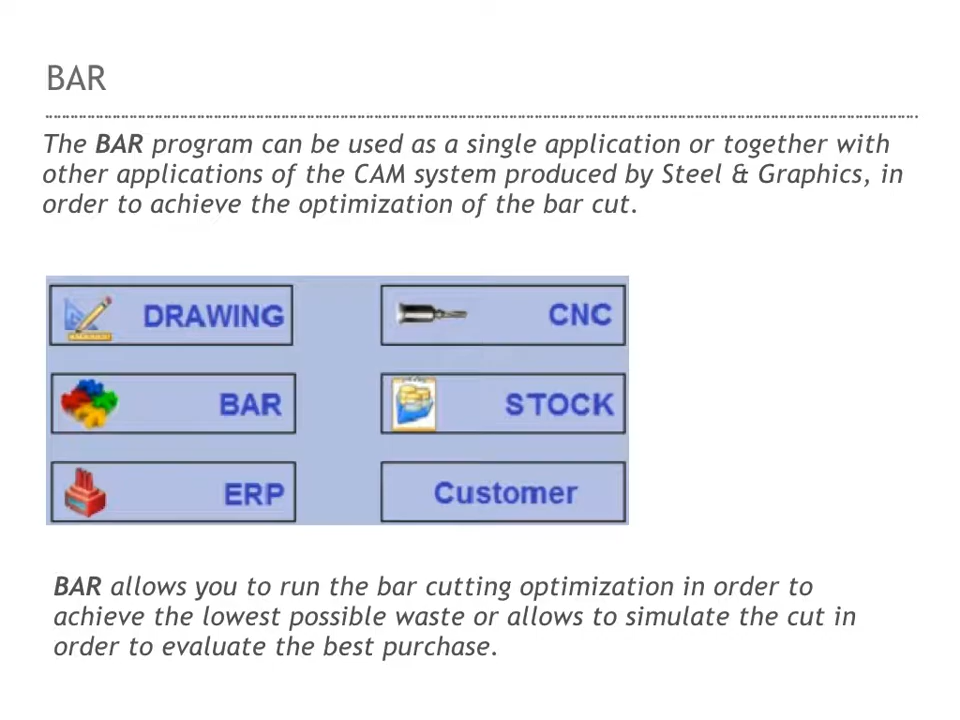 BAR
The BAR program can be used as a single application or together with
other applications of the CAM system produced by Steel & Graphics, in
order to achieve the optimization of the bar cut.
DRAWING
CNC
BAR
STOCK
ERP
Customer
BAR allows you to run the bar cutting optimization in order to
achieve the lowest possible waste or allows to simulate the cut in
order to evaluate the best purchase.